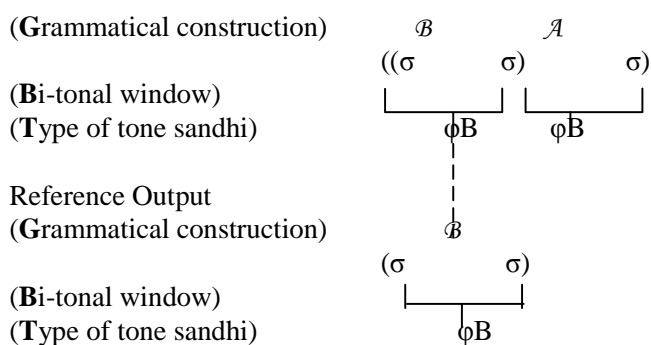 (Grammatical construction) ℬ 𝒜
((σ σ) σ)
(Bi-tonal window)
(Type of tone sandhi) φB φB
Reference Output
(Grammatical construction) ℬ
(σ σ)
(Bi-tonal window)
(Type of tone sandhi) φB